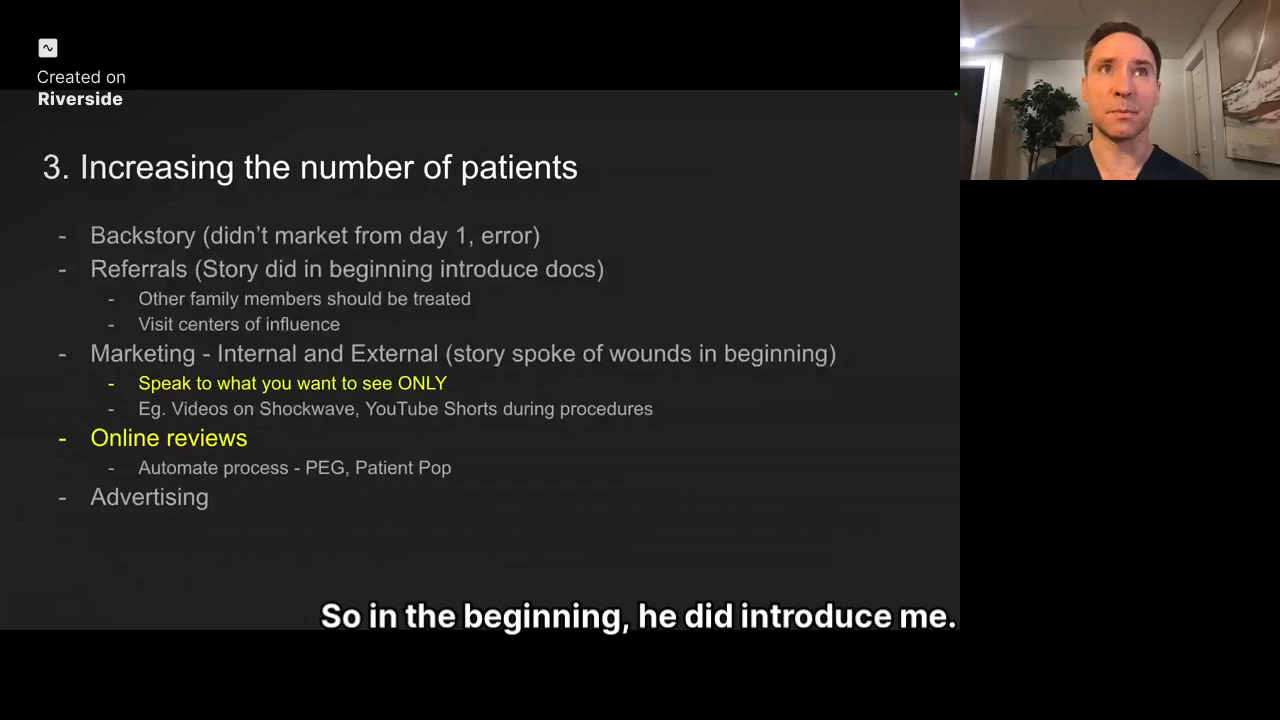 Created on
Riverside
3. Increasing the number of patients
- Backstory (didn't market from day 1, error)
- Referrals (Story did in beginning introduce docs)
- Other family members should be treated
- Visit centers of influence
- Marketing - Internal and External (story spoke of wounds in beginning)
- Speak to what you want to see ONLY
- Eg. Videos on Shockwave, YouTube Shorts during procedures
- Online reviews
- Automate process - PEG, Patient Pop
- Advertising
So in the beginning, he did introduce me.